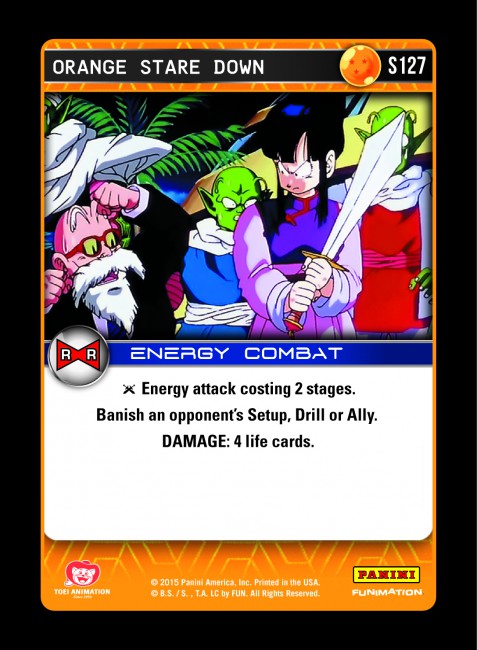 ORANGE STARE DOWN
S127
R R
ENERGY COMBAT
Energy attack costing 2 stages.
Banish an opponent's Setup, Drill or Ally.
DAMAGE: 4 life cards.
TOEI ANIMATION
© 2015 Panini America, Inc. Printed in the USA.
© B.S. / S. , T.A. LC by FUN. All Rights Reserved.
PANINI
FUNIMATION